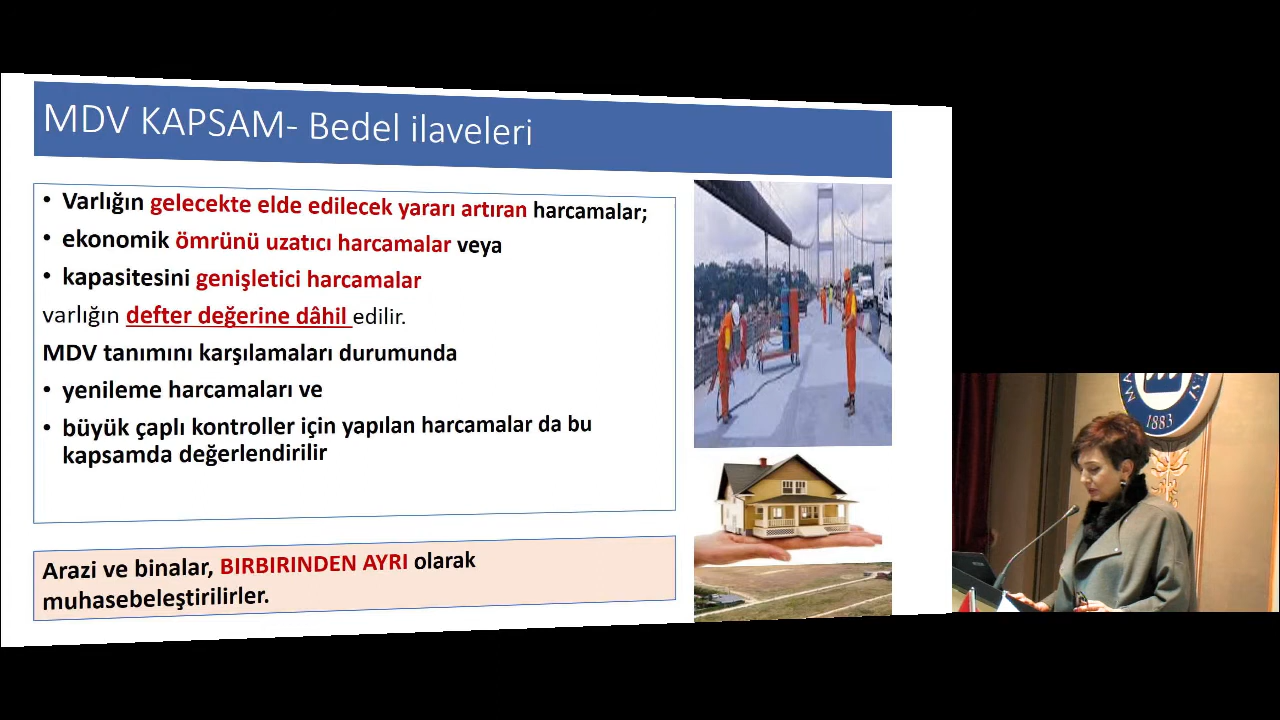 MDV KAPSAM- Bedel ilaveleri
• Varlığın gelecekte elde edilecek yararı artıran harcamalar;
• ekonomik ömrünü uzatıcı harcamalar veya
• kapasitesini genişletici harcamalar
varlığın defter değerine dâhil edilir.
MDV tanımını karşılamaları durumunda
• yenileme harcamaları ve
• büyük çaplı kontroller için yapılan harcamalar da bu
kapsamda değerlendirilir
Arazi ve binalar, BIRBIRINDEN AYRI olarak
muhasebeleştirilirler.
1883